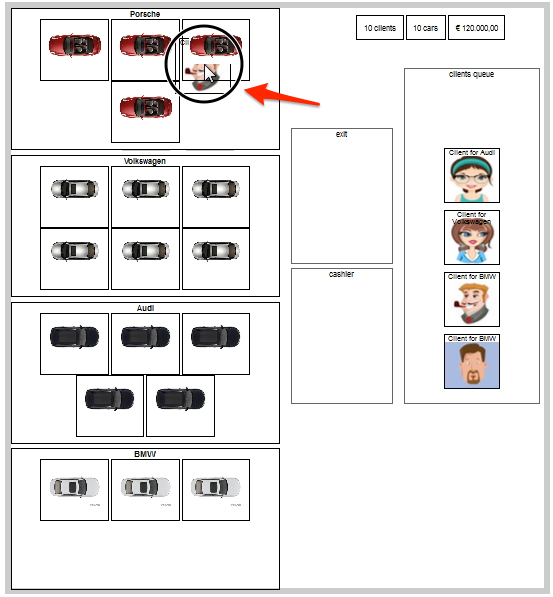 Porsche
10 clients
10 cars
€ 120.000,00
clients queue
exit
Client for Audi
Volkswagen
Client for
Volkswagen
cashier
Client for BMW
Audi
Client for BMW
BMW